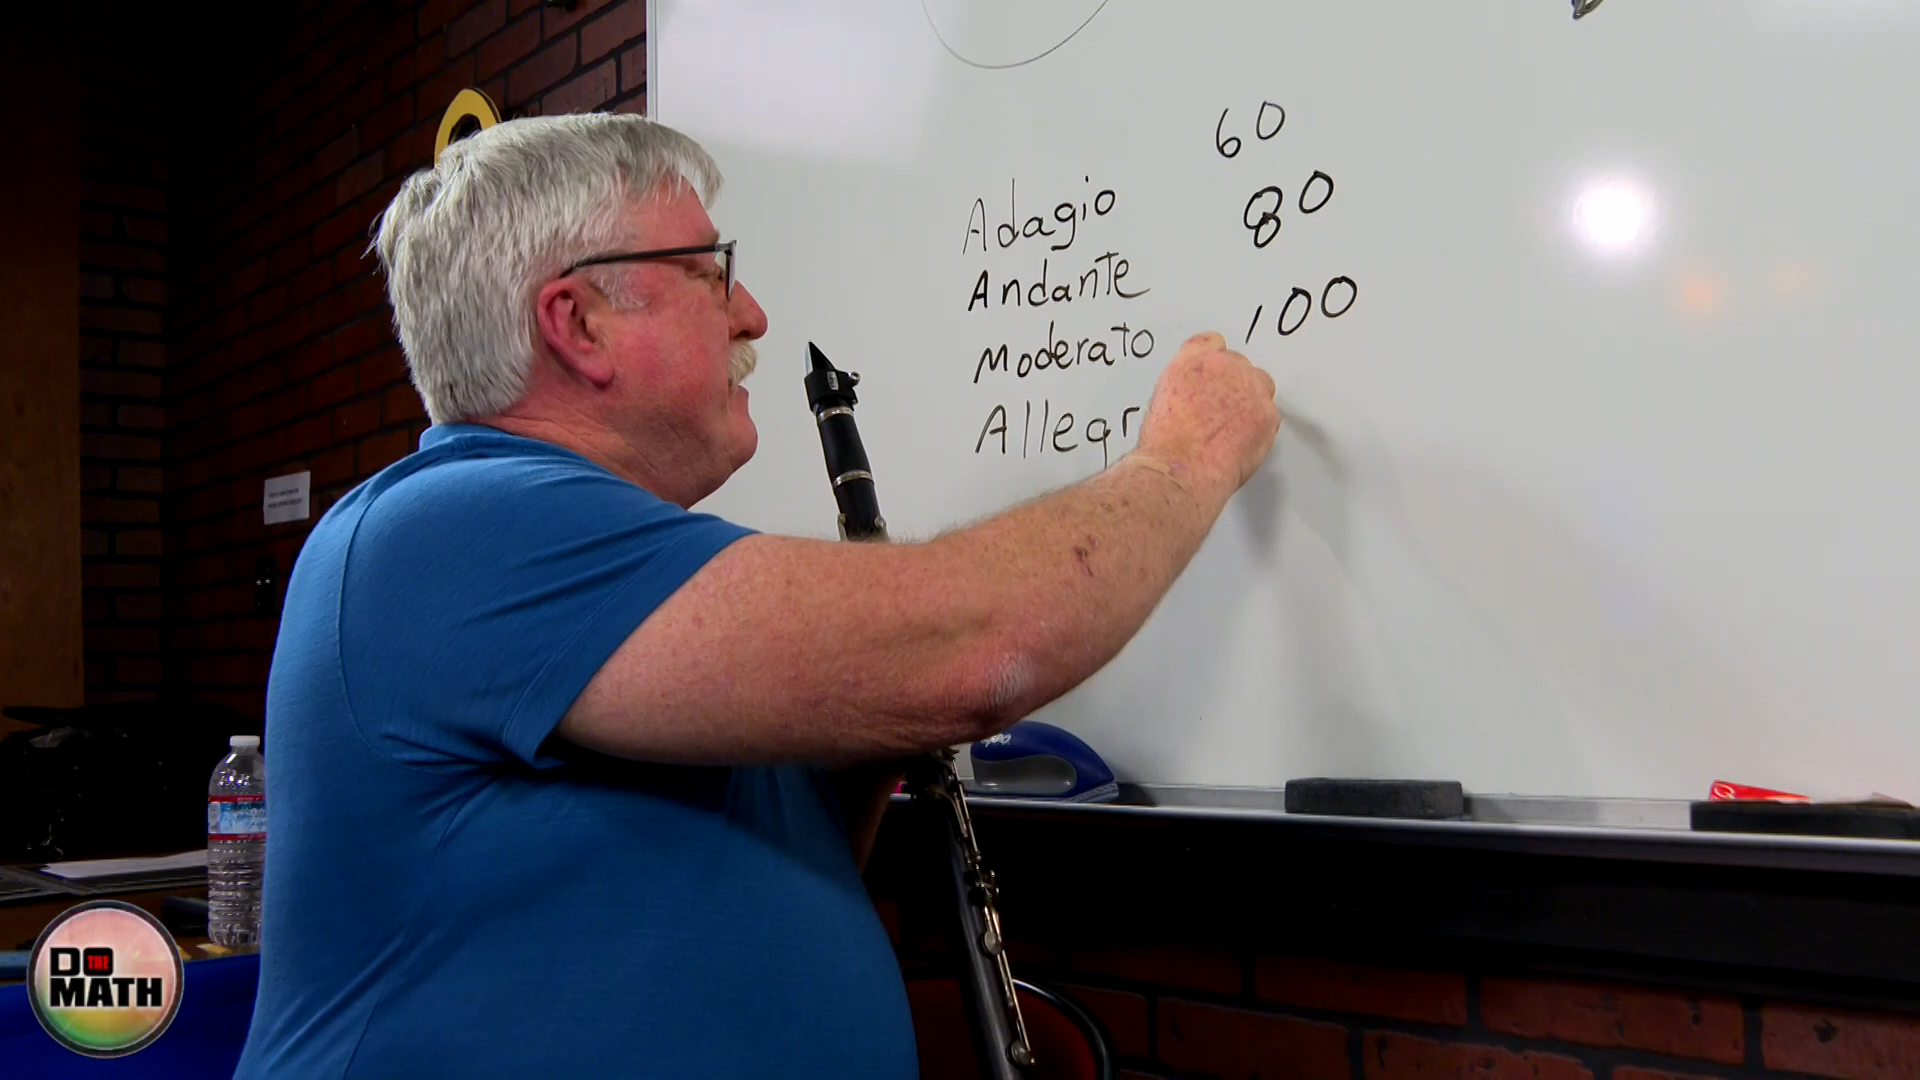 60
Adagio 80
Andante 100
Moderato
Allegr
DO THE
MATH